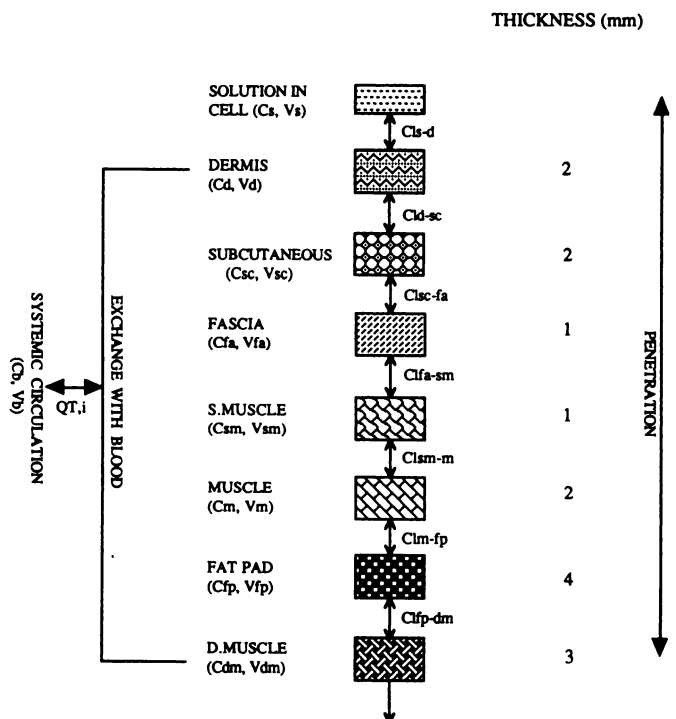 THICKNESS (mm)
SOLUTION IN
CELL (Cs, Vs)
Cls-d
DERMIS
(Cd, Vd)
2
Cld-sc
SUBCUTANEOUS
(Csc, Vsc)
2
Clsc-fa
FASCIA
(Cfa, Vfa)
1
Clfa-sm
S.MUSCLE
(Csm, Vsm)
1
Clsm-m
MUSCLE
(Cm, Vm)
2
Clm-fp
FAT PAD
(Cfp, Vfp)
4
Clfp-dm
D.MUSCLE
(Cdm, Vdm)
3
SYSTEMIC CIRCULATION
(Cb, Vb)
QT,i
EXCHANGE WITH BLOOD
PENETRATION